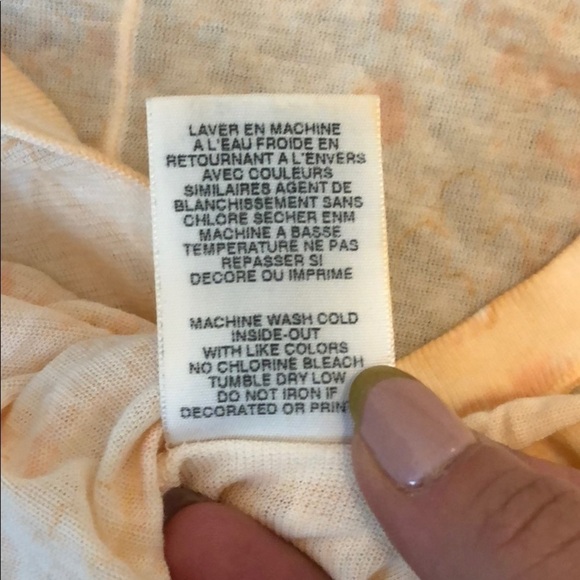 LAVER EN MACHINE
A L'EAU FROIDE EN
RETOURNANT A L'ENVERS
AVEC COULEURS
SIMILAIRES AGENT DE
BLANCHISSEMENT SANS
CHLORE SECHER ENM
MACHINE A BASSE
TEMPERATURE NE PAS
REPASSER SI
DECORE OU IMPRIME
MACHINE WASH COLD
INSIDE-OUT
WITH LIKE COLORS
NO CHLORINE BLEACH
TUMBLE DRY LOW
DO NOT IRON IF
DECORATED OR PRIN